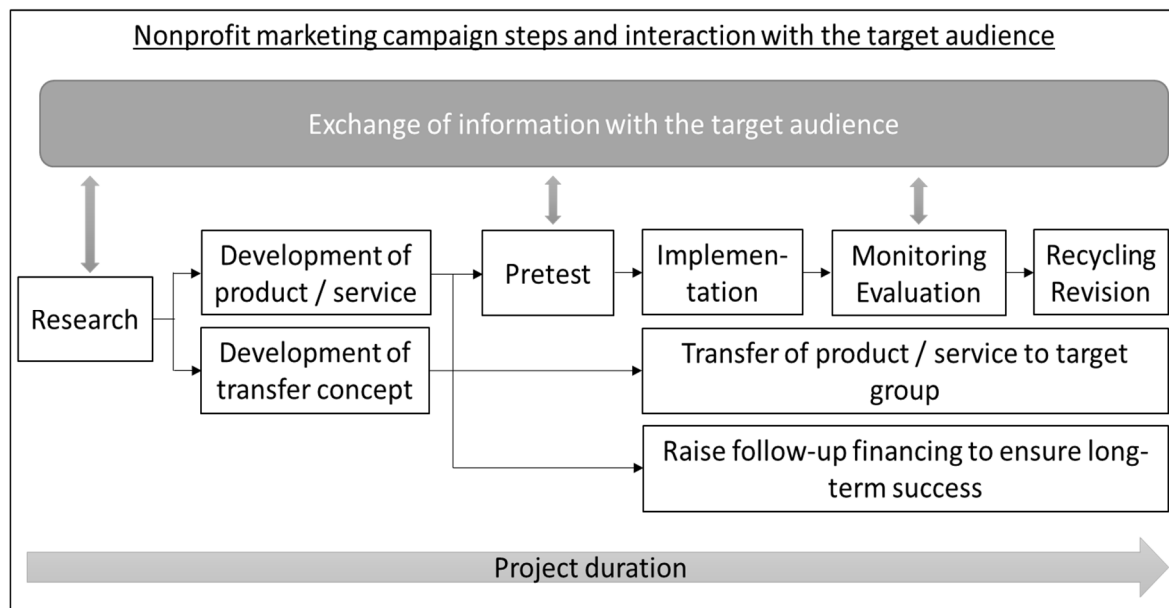 Nonprofit marketing campaign steps and interaction with the target audience
Exchange of information with the target audience
Research
Development of
product / service
Development of
transfer concept
Pretest
Implemen-
tation
Monitoring
Evaluation
Recycling
Revision
Transfer of product / service to target
group
Raise follow-up financing to ensure long-
term success
Project duration